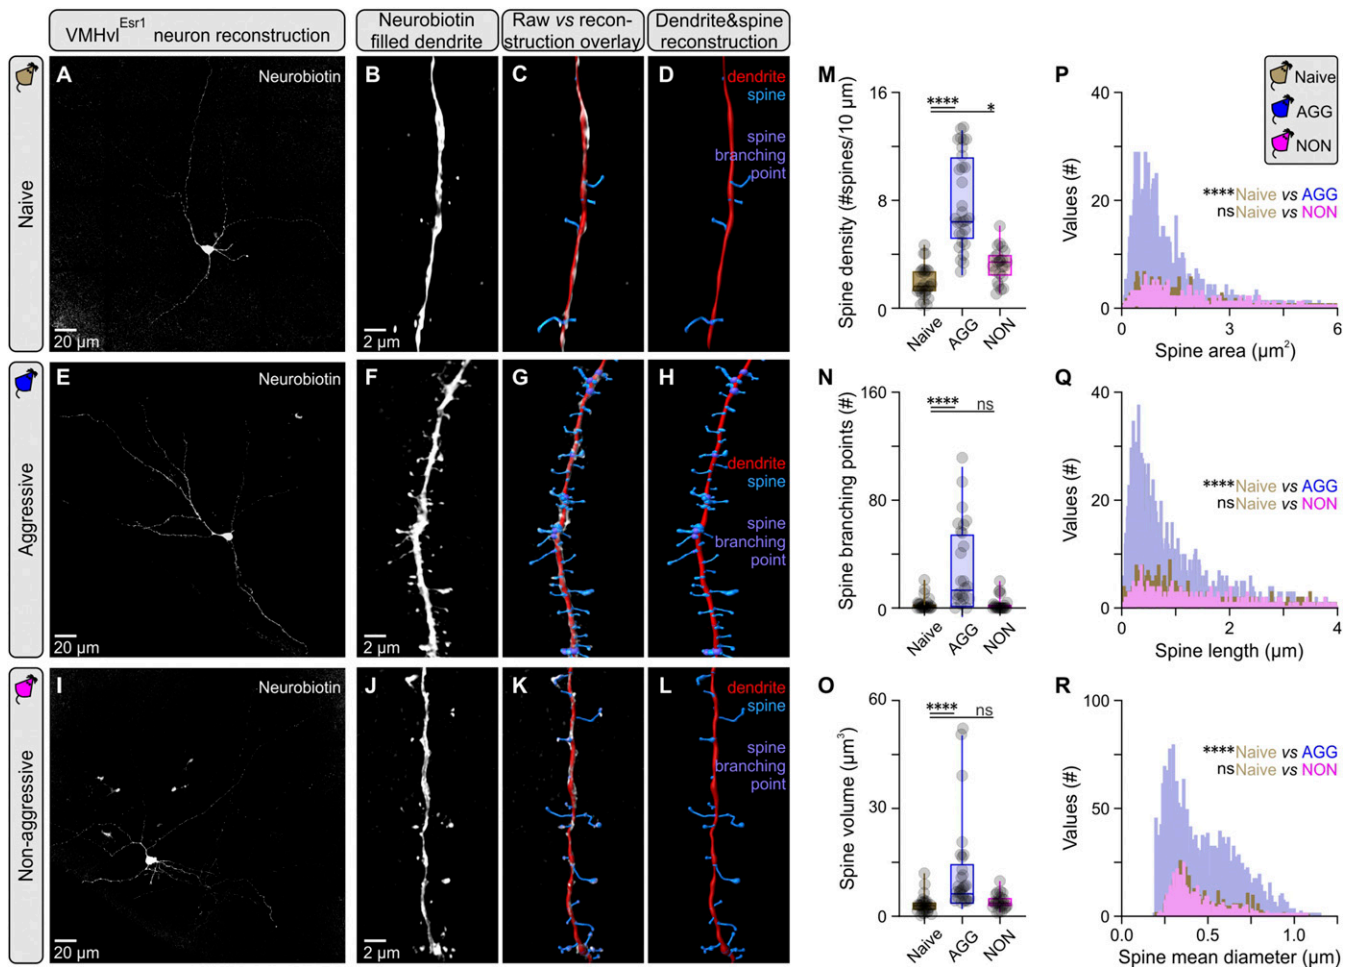 VMHvl^Esr1 neuron reconstruction
Neurobiotin
filled dendrite
Raw vs recon-
struction overlay
Dendrite&spine
reconstruction
Naive
A
Neurobiotin
20 µm
B
2 µm
C
D
dendrite
spine
spine
branching
point
Aggressive
E
Neurobiotin
20 µm
F
2 µm
G
H
dendrite
spine
spine
branching
point
Non-aggressive
I
Neurobiotin
20 µm
J
2 µm
K
L
dendrite
spine
spine
branching
point
M
Spine density (#spines/10 µm)
16
8
0
****
*
Naive
AGG
NON
N
Spine branching points (#)
160
80
0
****
ns
Naive
AGG
NON
O
Spine volume (µm³)
60
30
0
****
ns
Naive
AGG
NON
Naive
AGG
NON
P
Values (#)
40
20
0
****Naive vs AGG
nsNaive vs NON
0
3
6
Spine area (µm²)
Q
Values (#)
40
20
0
****Naive vs AGG
nsNaive vs NON
0
2
4
Spine length (µm)
R
Values (#)
100
50
0
****Naive vs AGG
nsNaive vs NON
0.0
0.5
1.0
Spine mean diameter (µm)